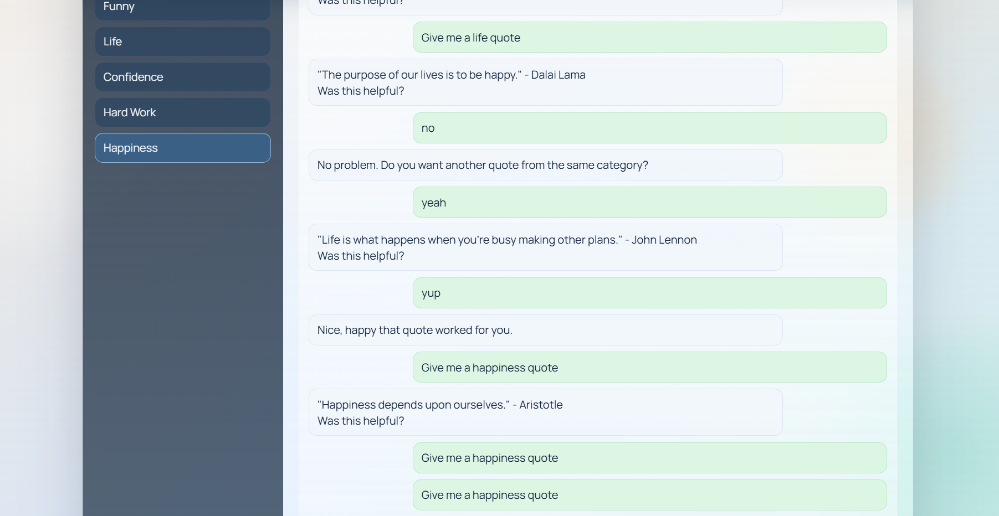 Funny
Life
Confidence
Hard Work
Happiness
Was this helpful?
Give me a life quote
"The purpose of our lives is to be happy." - Dalai Lama
Was this helpful?
no
No problem. Do you want another quote from the same category?
yeah
"Life is what happens when you're busy making other plans." - John Lennon
Was this helpful?
yup
Nice, happy that quote worked for you.
Give me a happiness quote
"Happiness depends upon ourselves." - Aristotle
Was this helpful?
Give me a happiness quote
Give me a happiness quote